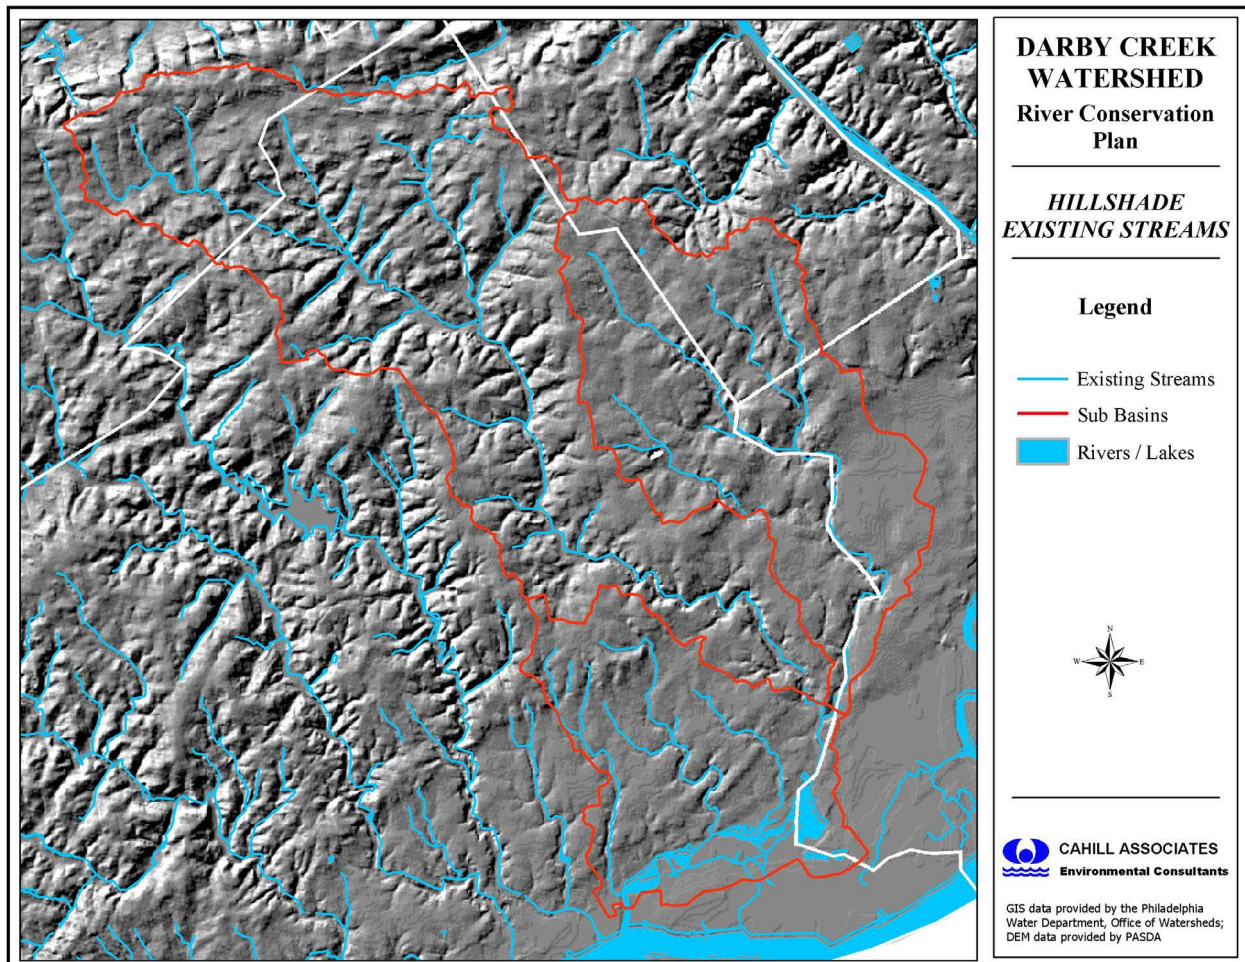 DARBY CREEK
WATERSHED
River Conservation
Plan
HILLSHADE
EXISTING STREAMS
Legend
Existing Streams
Sub Basins
Rivers / Lakes
N
W E
S
CAHILL ASSOCIATES
Environmental Consultants
GIS data provided by the Philadelphia
Water Department, Office of Watersheds;
DEM data provided by PASDA